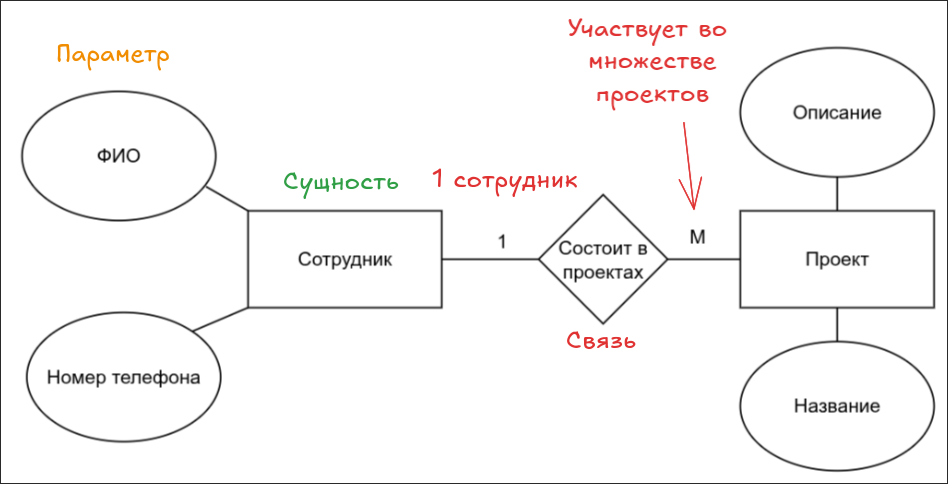 Параметр
Участвует во
множестве
проектов
Описание
ФИО
Сущность
1 сотрудник
Сотрудник
1
Состоит в
проектах
М
Проект
Связь
Номер телефона
Название